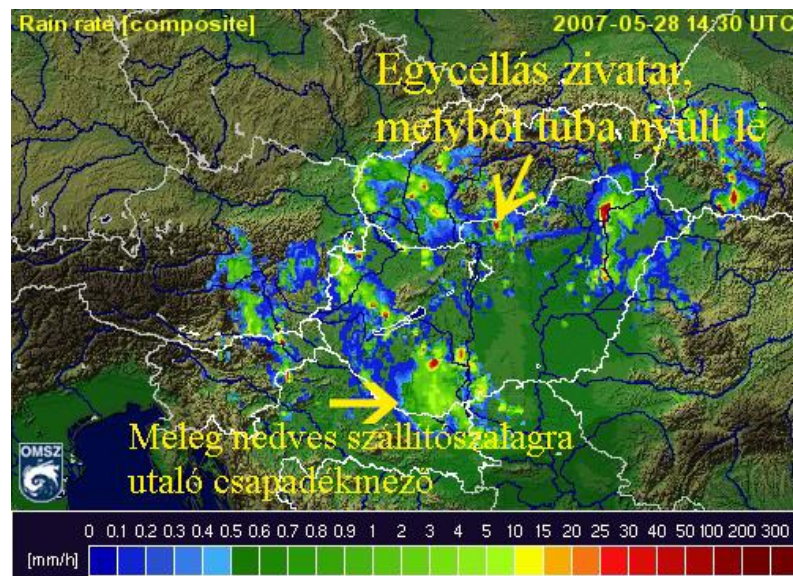 Rain rate [composite] 2007-05-28 14:30 UTC
Egycellás zivatar,
melyből tuba nyúlt le
Meleg nedves szállítószalagra
utaló csapadékmező
OMSZ
0 0.1 0.2 0.3 0.4 0.5 0.6 0.7 0.8 0.9 1 2 3 4 5 10 15 20 25 30 40 50 100 200 300
[mm/h]